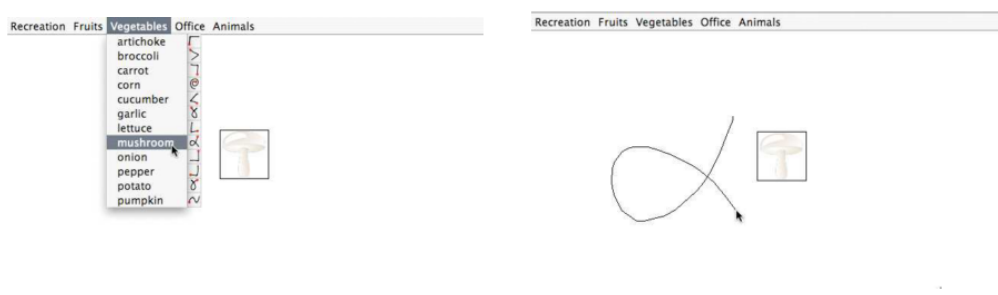 Recreation Fruits Vegetables Office Animals
artichoke
broccoli
carrot
corn
cucumber
garlic
lettuce
mushroom
onion
pepper
potato
pumpkin
Recreation Fruits Vegetables Office Animals